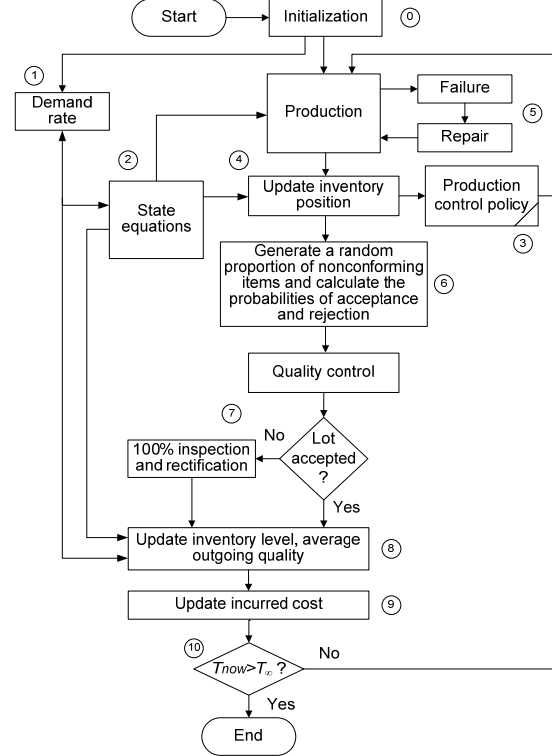 Start
Initialization
0
1
Demand
rate
Production
Failure
Repair
5
2
State
equations
4
Update inventory
position
Production
control policy
3
Generate a random
proportion of nonconforming
items and calculate the
probabilities of acceptance
and rejection
6
Quality control
7
No
Lot
accepted
?
100% inspection
and rectification
Yes
Update inventory level, average
outgoing quality
8
Update incurred cost
9
10
Tnow>T∞ ?
No
Yes
End